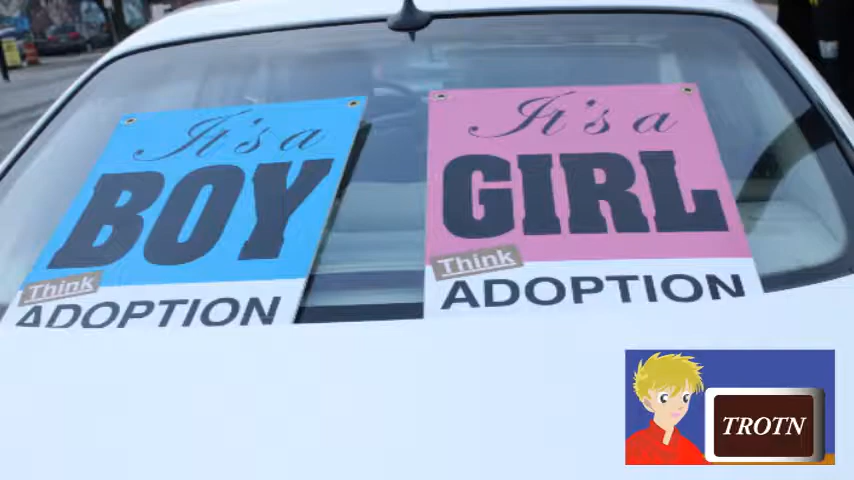 It's a
BOY
Think
ADOPTION
It's a
GIRL
Think
ADOPTION
TROTN